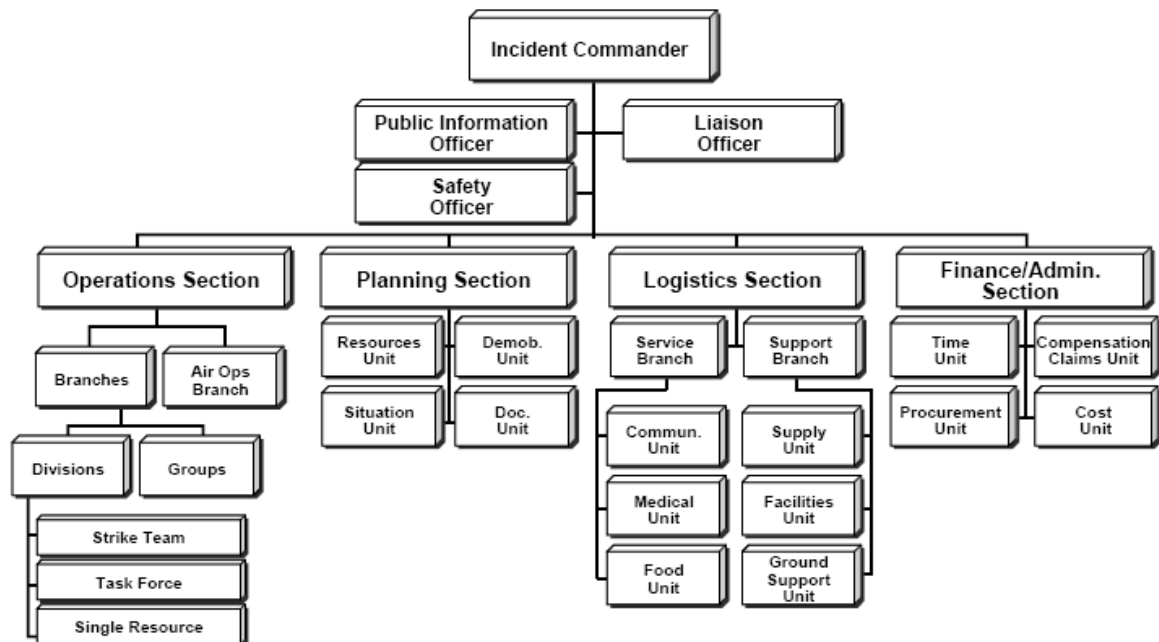 Incident Commander
Public Information
Officer
Liaison
Officer
Safety
Officer
Operations Section
Planning Section
Logistics Section
Finance/Admin.
Section
Branches
Air Ops
Branch
Divisions
Groups
Strike Team
Task Force
Single Resource
Resources
Unit
Demob.
Unit
Situation
Unit
Doc.
Unit
Service
Branch
Support
Branch
Commun.
Unit
Supply
Unit
Medical
Unit
Facilities
Unit
Food
Unit
Ground
Support
Unit
Time
Unit
Compensation
Claims Unit
Procurement
Unit
Cost
Unit